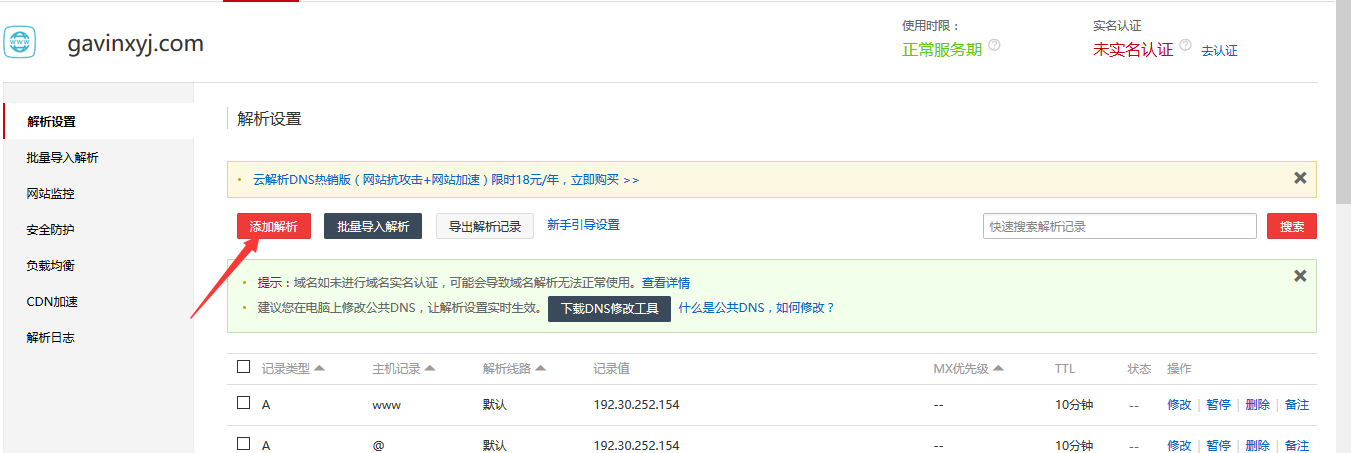 使用时限：
实名认证
www
gavinxyj.com
正常服务期 ?
未实名认证 ? 去认证
解析设置
批量导入解析
网站监控
安全防护
负载均衡
CDN加速
解析日志
解析设置
• 云解析DNS热销版（网站抗攻击+网站加速）限时18元/年，立即购买 >>
添加解析 批量导入解析 导出解析记录 新手引导设置 快速搜索解析记录 搜索
• 提示：域名如未进行域名实名认证，可能会导致域名解析无法正常使用。查看详情
• 建议您在电脑上修改公共DNS，让解析设置实时生效。 下载DNS修改工具 什么是公共DNS，如何修改？
记录类型 主机记录 解析线路 记录值 MX优先级 TTL 状态 操作
A www 默认 192.30.252.154 -- 10分钟 -- 修改 | 暂停 | 删除 | 备注
A @ 默认 192.30.252.154 -- 10分钟 -- 修改 | 暂停 | 删除 | 备注